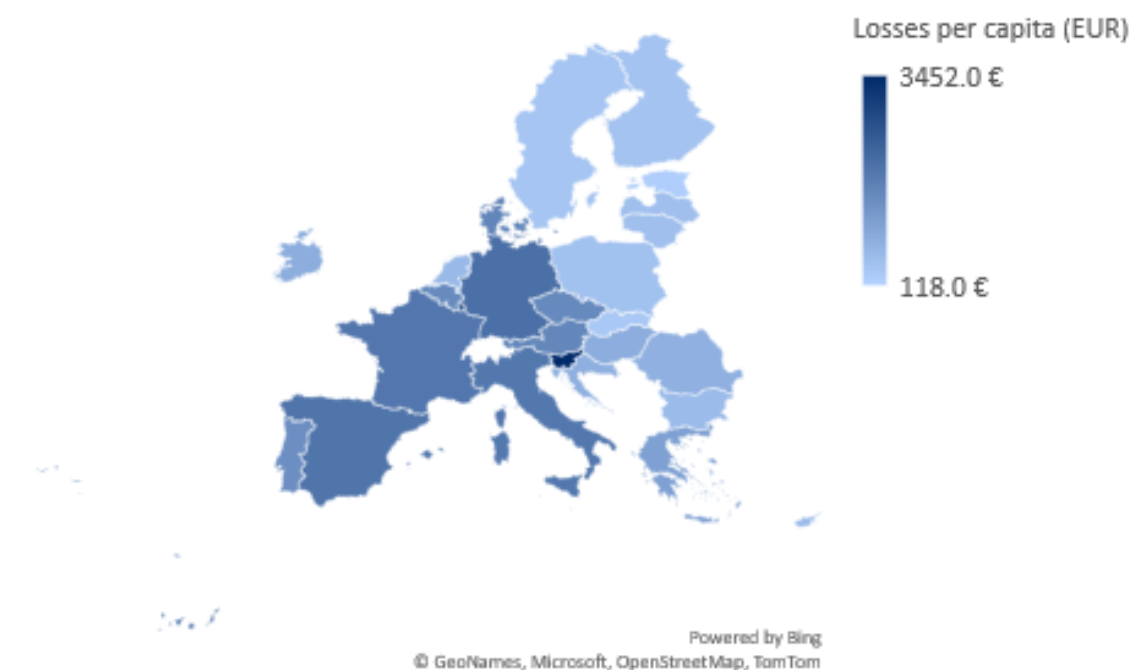 Losses per capita (EUR)
3452.0 €
118.0 €
Powered by Bing
© GeoNames, Microsoft, OpenStreetMap, TomTom